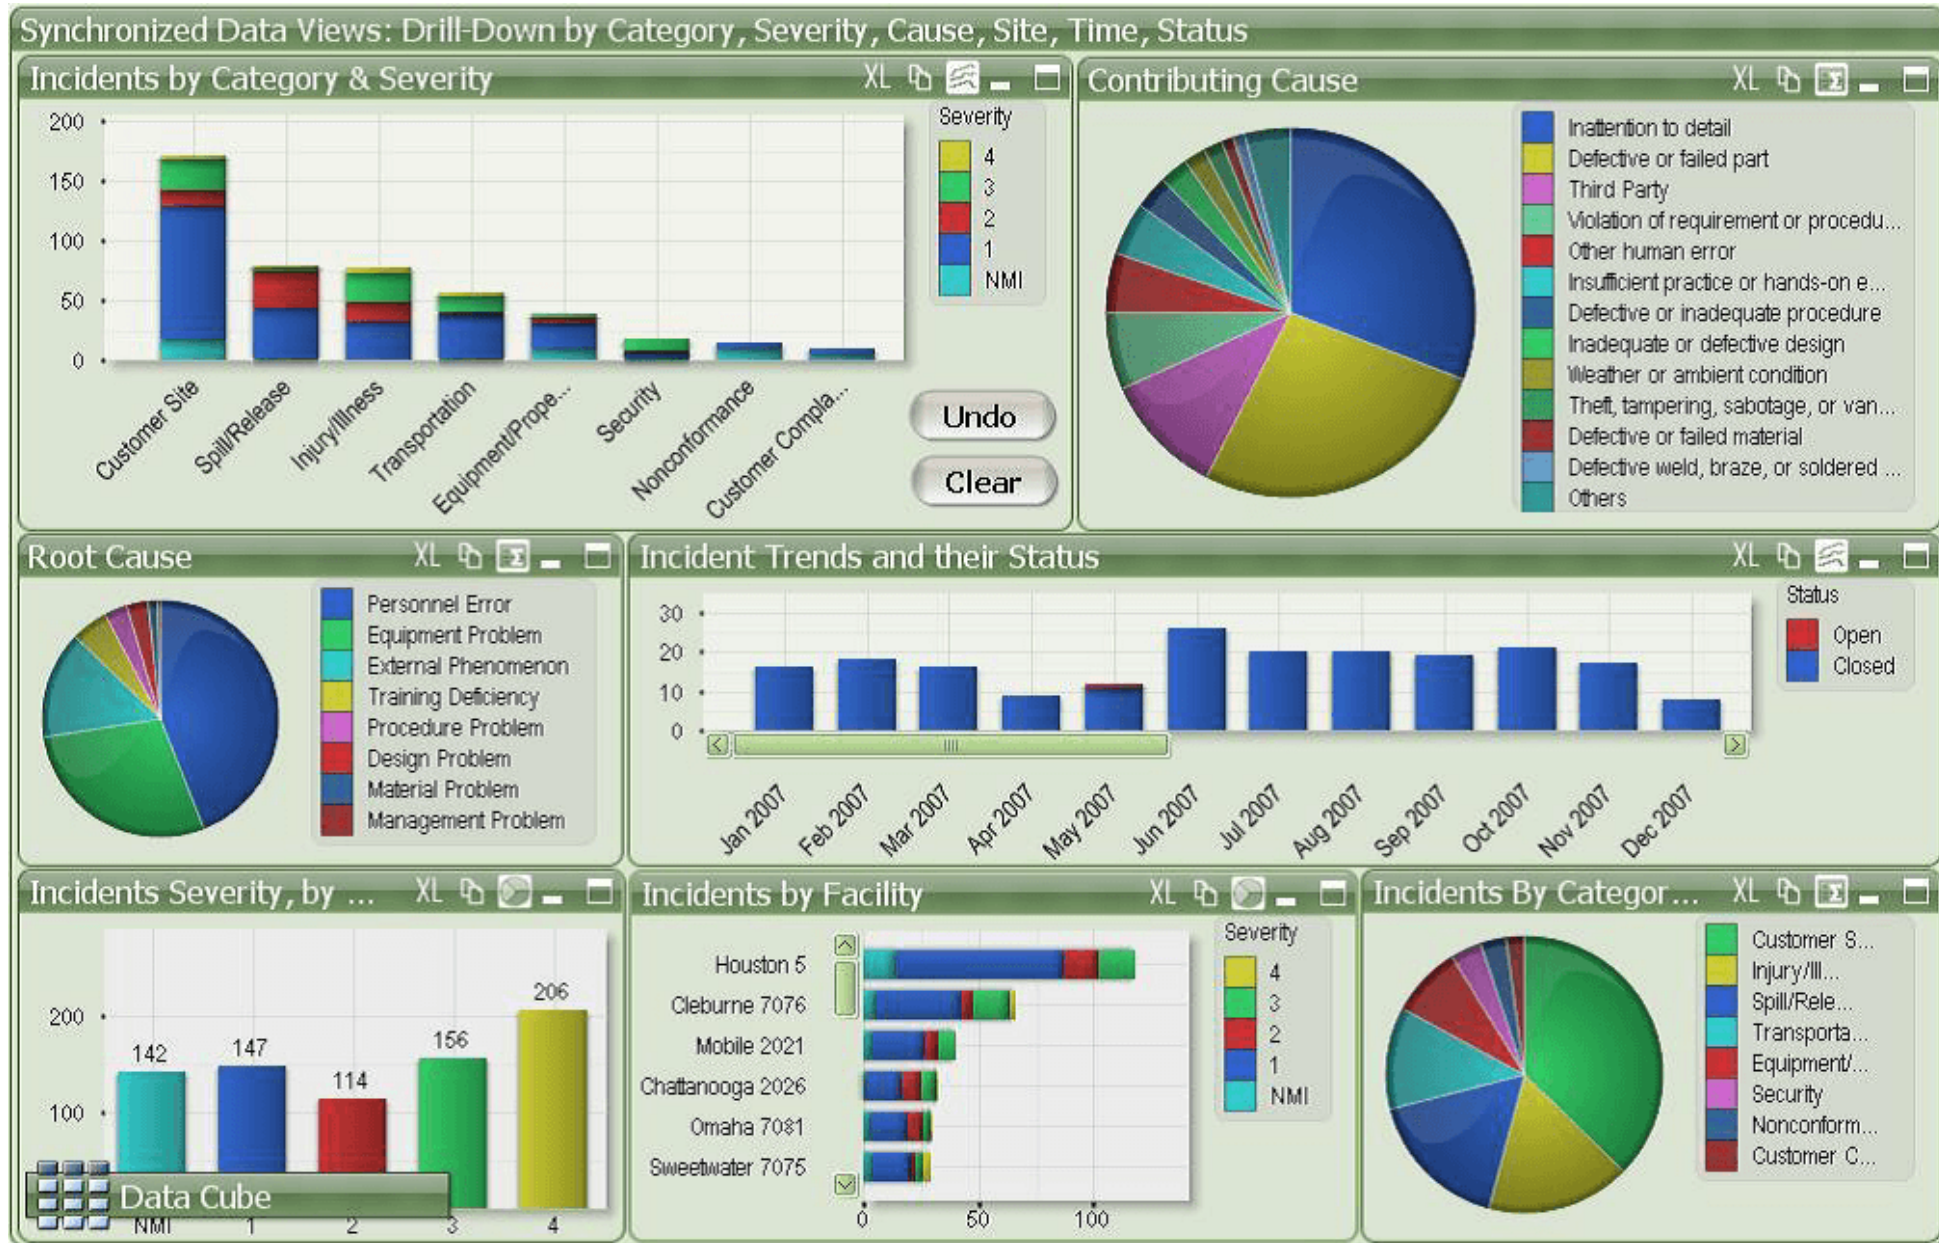 Synchronized Data Views: Drill-Down by Category, Severity, Cause, Site, Time, Status
Incidents by Category & Severity
XL
200
150
100
50
0
Customer Site
Spill/Release
Injury/Illness
Transportation
Equipment/Prope...
Security
Nonconformance
Customer Compla...
Severity
4
3
2
1
NMI
Undo
Clear
Contributing Cause
XL
Inattention to detail
Defective or failed part
Third Party
Violation of requirement or procedu...
Other human error
Insufficient practice or hands-on e...
Defective or inadequate procedure
Inadequate or defective design
Weather or ambient condition
Theft, tampering, sabotage, or van...
Defective or failed material
Defective weld, braze, or soldered ...
Others
Root Cause
XL
Personnel Error
Equipment Problem
External Phenomenon
Training Deficiency
Procedure Problem
Design Problem
Material Problem
Management Problem
Incident Trends and their Status
XL
30
20
10
0
Jan 2007
Feb 2007
Mar 2007
Apr 2007
May 2007
Jun 2007
Jul 2007
Aug 2007
Sep 2007
Oct 2007
Nov 2007
Dec 2007
Status
Open
Closed
Incidents Severity, by ...
XL
200
100
142
147
114
156
206
Data Cube
NMI
1
2
3
4
Incidents by Facility
XL
Houston 5
Cleburne 7076
Mobile 2021
Chattanooga 2026
Omaha 7081
Sweetwater 7075
0
50
100
Severity
4
3
2
1
NMI
Incidents By Categor...
XL
Customer S...
Injury/Ill...
Spill/Rele...
Transporta...
Equipment/...
Security
Nonconform...
Customer C...